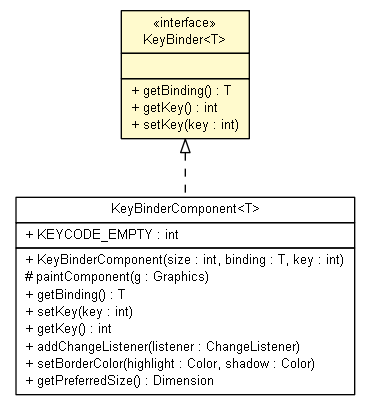 «interface»
KeyBinder<T>
+ getBinding() : T
+ getKey() : int
+ setKey(key : int)
KeyBinderComponent<T>
+ KEYCODE_EMPTY : int
+ KeyBinderComponent(size : int, binding : T, key : int)
# paintComponent(g : Graphics)
+ getBinding() : T
+ setKey(key : int)
+ getKey() : int
+ addChangeListener(listener : ChangeListener)
+ setBorderColor(highlight : Color, shadow : Color)
+ getPreferredSize() : Dimension